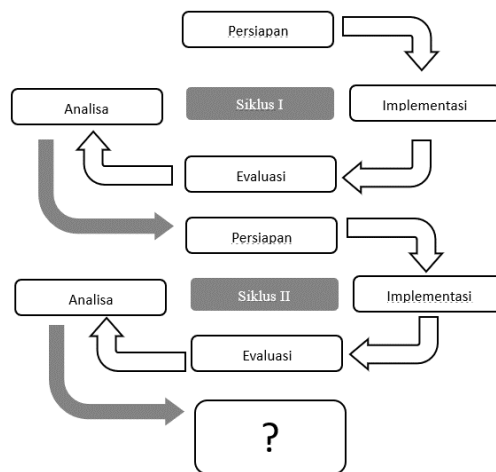 Persiapan
Analisa
Siklus I
Implementasi
Evaluasi
Persiapan
Analisa
Siklus II
Implementasi
Evaluasi
?